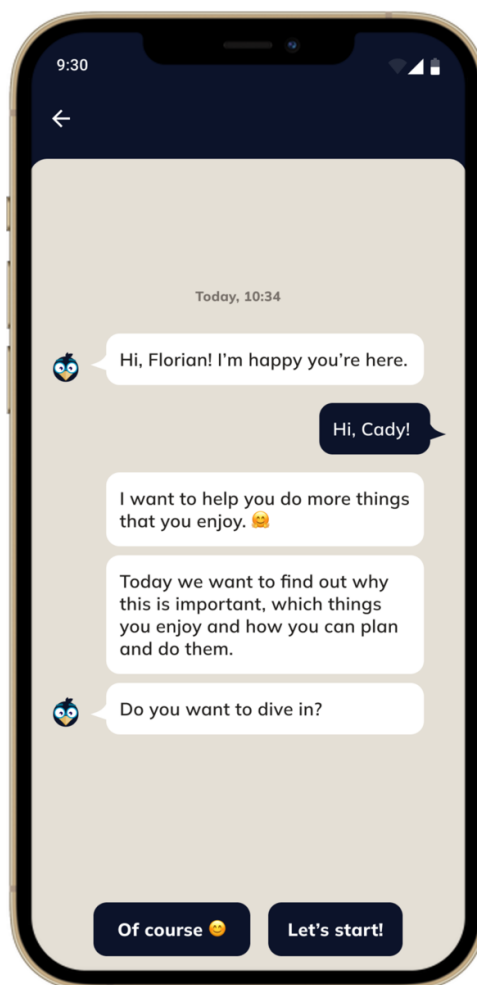 9:30
Today, 10:34
Hi, Florian! I’m happy you’re here.
Hi, Cady!
I want to help you do more things
that you enjoy. 🤗
Today we want to find out why
this is important, which things
you enjoy and how you can plan
and do them.
Do you want to dive in?
Of course 😊
Let’s start!